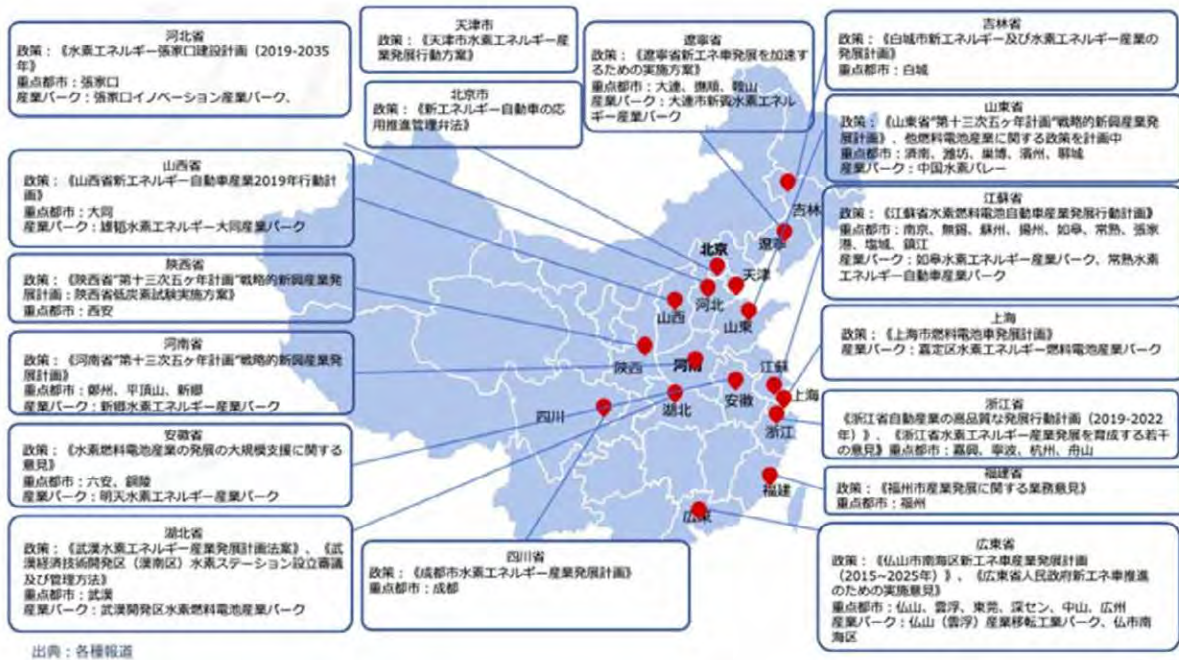 河北省
政策：《水素エネルギー張家口建設計画（2019-2035
年》
重点都市：張家口
産業パーク：張家口イノベーション産業パーク、
天津市
政策：《天津市水素エネルギー産
業発展行動方案》
北京市
政策：《新エネルギー自動車の応
用推進管理弁法》
遼寧省
政策：《遼寧省新エネ車発展を加速す
るための実施方案》
重点都市：大連、撫順、鞍山
産業パーク：大連市新
水素エネル
ギー産業パーク
吉林省
政策：《白城市新エネルギー及び水素エネルギー産業の
発展計画》
重点都市：白城
山東省
政策：《山東省"第十三次五ヶ年計画"戦略的新興産業発
展計画》、他燃料電池産業に関する政策を計画中
重点都市：済南、濰坊、巣博、濱州、聊城
産業パーク：中国水素バレー
山西省
政策：《山西省新エネルギー自動車産業2019年行動計
画》
重点都市：大同
産業パーク：雄韬水素エネルギー大同産業パーク
江蘇省
政策：《江蘇省水素燃料電池自動車産業発展行動計画》
重点都市：南京、無錫、蘇州、揚州、如皋、常熟、張家
港、塩城、鎮江
産業パーク：如皋水素エネルギー産業パーク、常熟水素
エネルギー自動車産業パーク
陕西省
政策：《陕西省"第十三次五ヶ年計画"戦略的新興産業発
展計画：陕西省低炭素試験実施方案》
重点都市：西安
上海
政策：《上海市燃料電池車発展計画》
産業パーク：嘉定区水素エネルギー燃料電池産業パーク
河南省
政策：《河南省"第十三次五ヶ年計画"戦略的新興産業発
展計画》
重点都市：鄭州、平頂山、新郷
産業パーク：新郷水素エネルギー産業パーク
浙江省
《浙江省自動産業の高品質な発展行動計画（2019-2022
年）》、《浙江省水素エネルギー産業発展を育成する若干
の意見》重点都市：嘉興、寧波、杭州、舟山
安徽省
政策：《水素燃料電池産業の発展の大規模支援に関する
意見》
重点都市：六安、銅陵
産業パーク：明天水素エネルギー産業パーク
福建省
政策：《福州市産業発展に関する業務意見》
重点都市：福州
湖北省
政策：《武漢水素エネルギー産業発展計画法案》、《武
漢経済技術開発区（漢南区）水素ステーション設立審議
及び管理方法》
重点都市：武漢
産業パーク：武漢開発区水素燃料電池産業パーク
四川省
政策：《成都市水素エネルギー産業発展計画》
重点都市：成都
広東省
政策：《仏山市南海区新エネ車産業発展計画
（2015~2025年）》、《広東省人民政府新エネ車推進
のための実施意見》
重点都市：仏山、雲浮、東莞、深セン、中山、広州
産業パーク：仏山（雲浮）産業移転工業パーク、仏市南
海区
吉林
遼寧
北京
天津
河北
山西
山東
陕西
河南
江蘇
安徽
上海
湖北
四川
浙江
福建
広東
出典：各種報道